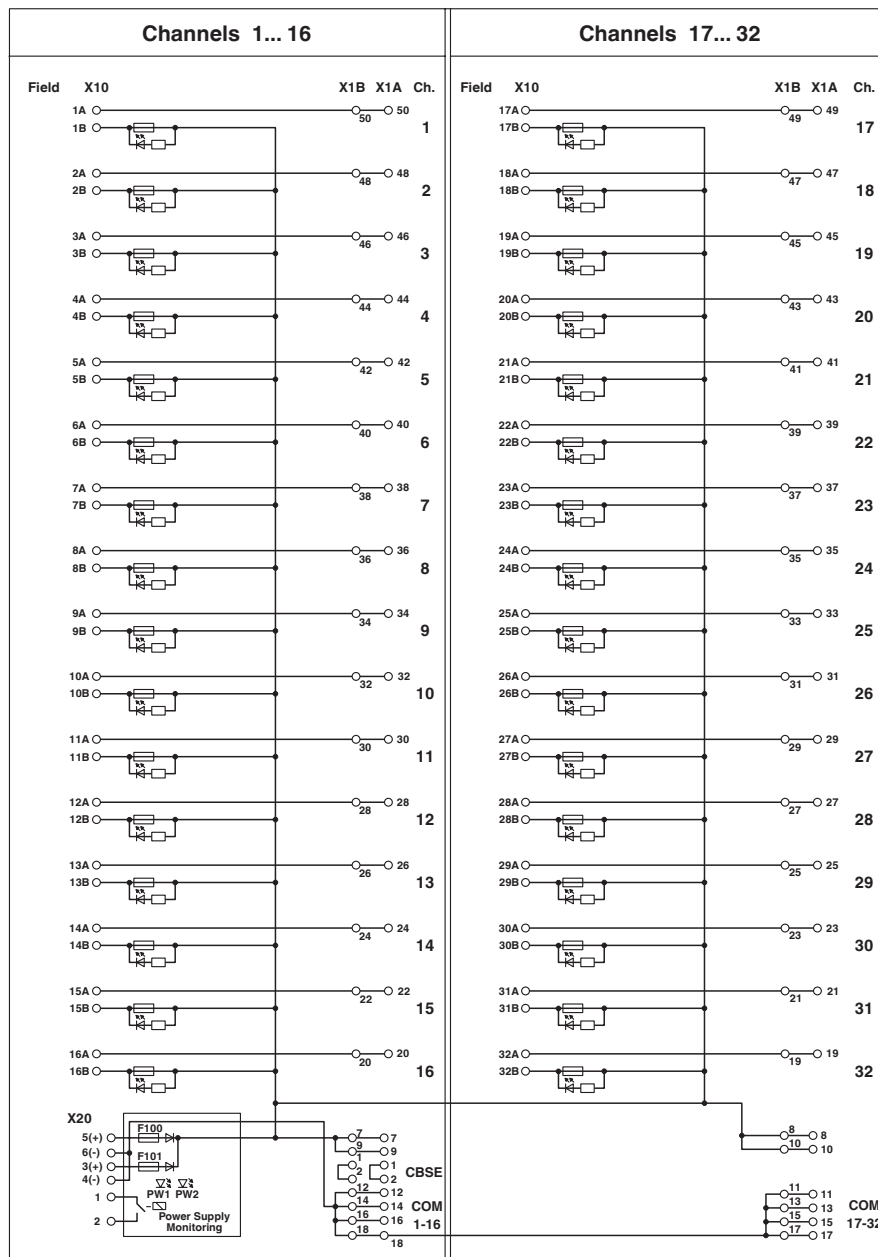 Channels 1... 16
Channels 17... 32
Field X10 X1B X1A Ch.
Field X10 X1B X1A Ch.
1A 50 50
1B 1
17A 49 49
17B 17
2A 48 48
2B 2
18A 47 47
18B 18
3A 46 46
3B 3
19A 45 45
19B 19
4A 44 44
4B 4
20A 43 43
20B 20
5A 42 42
5B 5
21A 41 41
21B 21
6A 40 40
6B 6
22A 39 39
22B 22
7A 38 38
7B 7
23A 37 37
23B 23
8A 36 36
8B 8
24A 35 35
24B 24
9A 34 34
9B 9
25A 33 33
25B 25
10A 32 32
10B 10
26A 31 31
26B 26
11A 30 30
11B 11
27A 29 29
27B 27
12A 28 28
12B 12
28A 27 27
28B 28
13A 26 26
13B 13
29A 25 25
29B 29
14A 24 24
14B 14
30A 23 23
30B 30
15A 22 22
15B 15
31A 21 21
31B 31
16A 20 20
16B 16
32A 19 19
32B 32
X20
5(+) F100
6(-)
3(+) F101
4(-)
PW1 PW2
1
2
Power Supply
Monitoring
7 7
9 9
1 1
2 2
CBSE
12 12
14 14
16 16
18 18
COM
1-16
8 8
10 10
11 11
13 13
15 15
17 17
COM
17-32